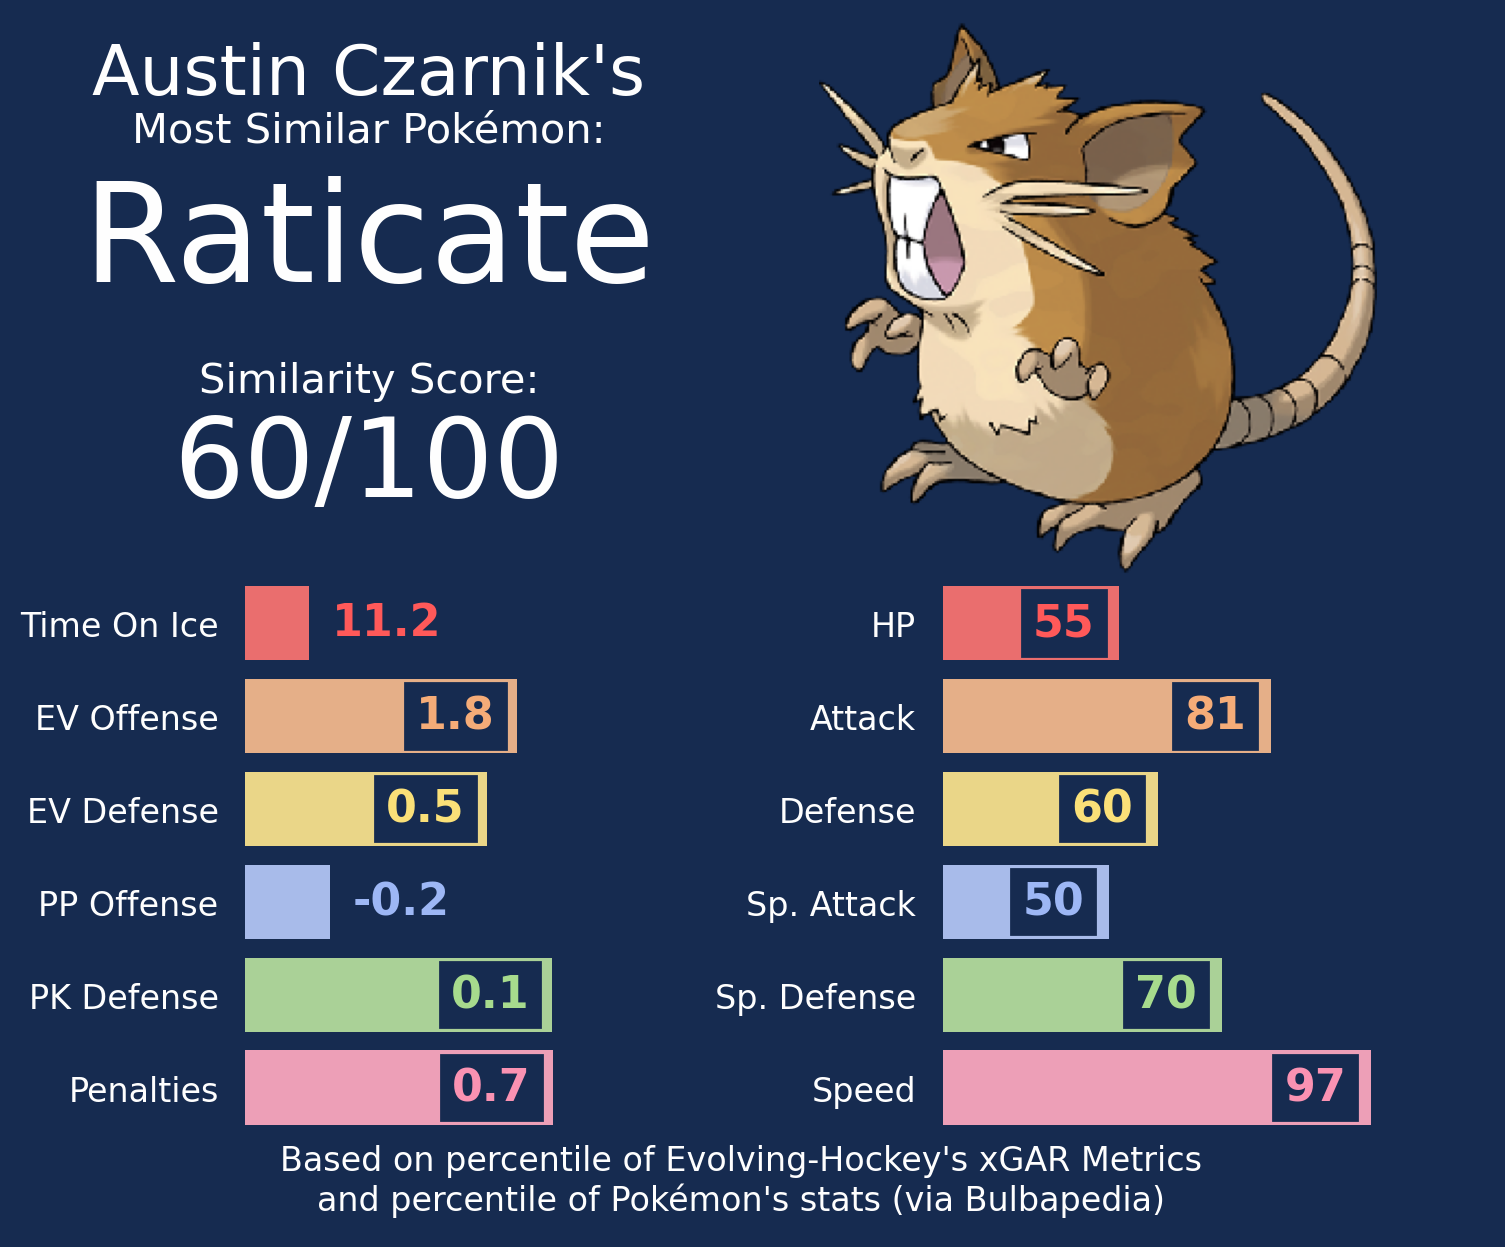 Austin Czarnik's
Most Similar Pokémon:
Raticate
Similarity Score:
60/100
Time On Ice 11.2
EV Offense 1.8
EV Defense 0.5
PP Offense -0.2
PK Defense 0.1
Penalties 0.7
HP 55
Attack 81
Defense 60
Sp. Attack 50
Sp. Defense 70
Speed 97
Based on percentile of Evolving-Hockey's xGAR Metrics
and percentile of Pokémon's stats (via Bulbapedia)